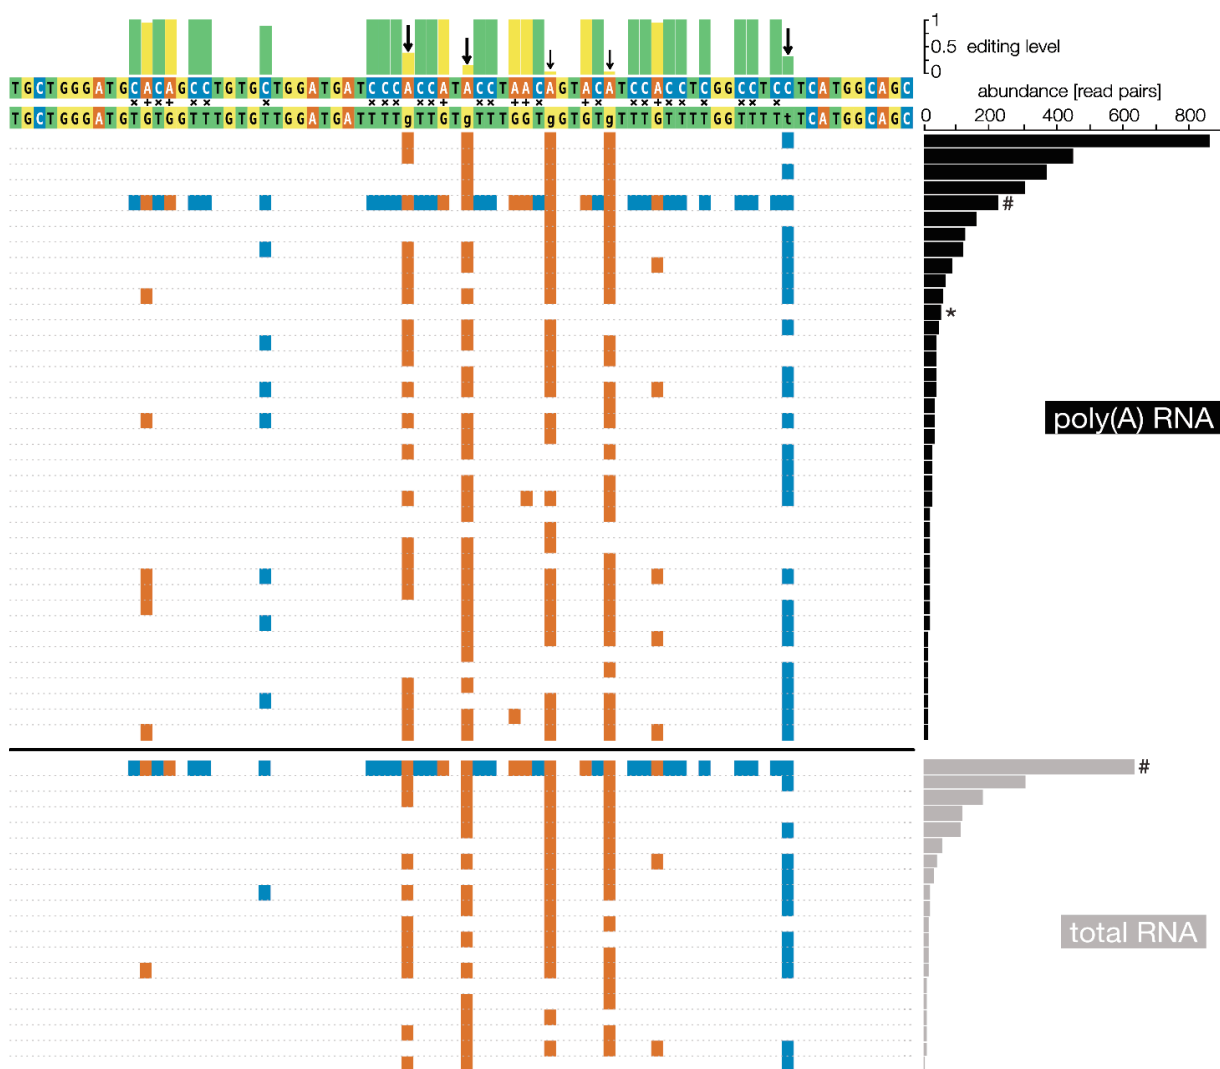 1
0.5 editing level
0
TGCTGGGATGCACAGCCTGTGCTGGATGATCCCACCATACCTAACAGTACATCCACCTCGGCCTCCTCATGGCAGC
abundance [read pairs]
×+×+ ×× × ××× ××+ ×× ++× +× ××+×× × ×× ×
TGCTGGGATGTGTGGTTTGTGTTGGATGATTTTgTTGTgTTTGGTgGTGTgTTTGTTTTGGTTTTtTCATGGCAGC
0 200 400 600 800
#
*
poly(A) RNA
#
total RNA